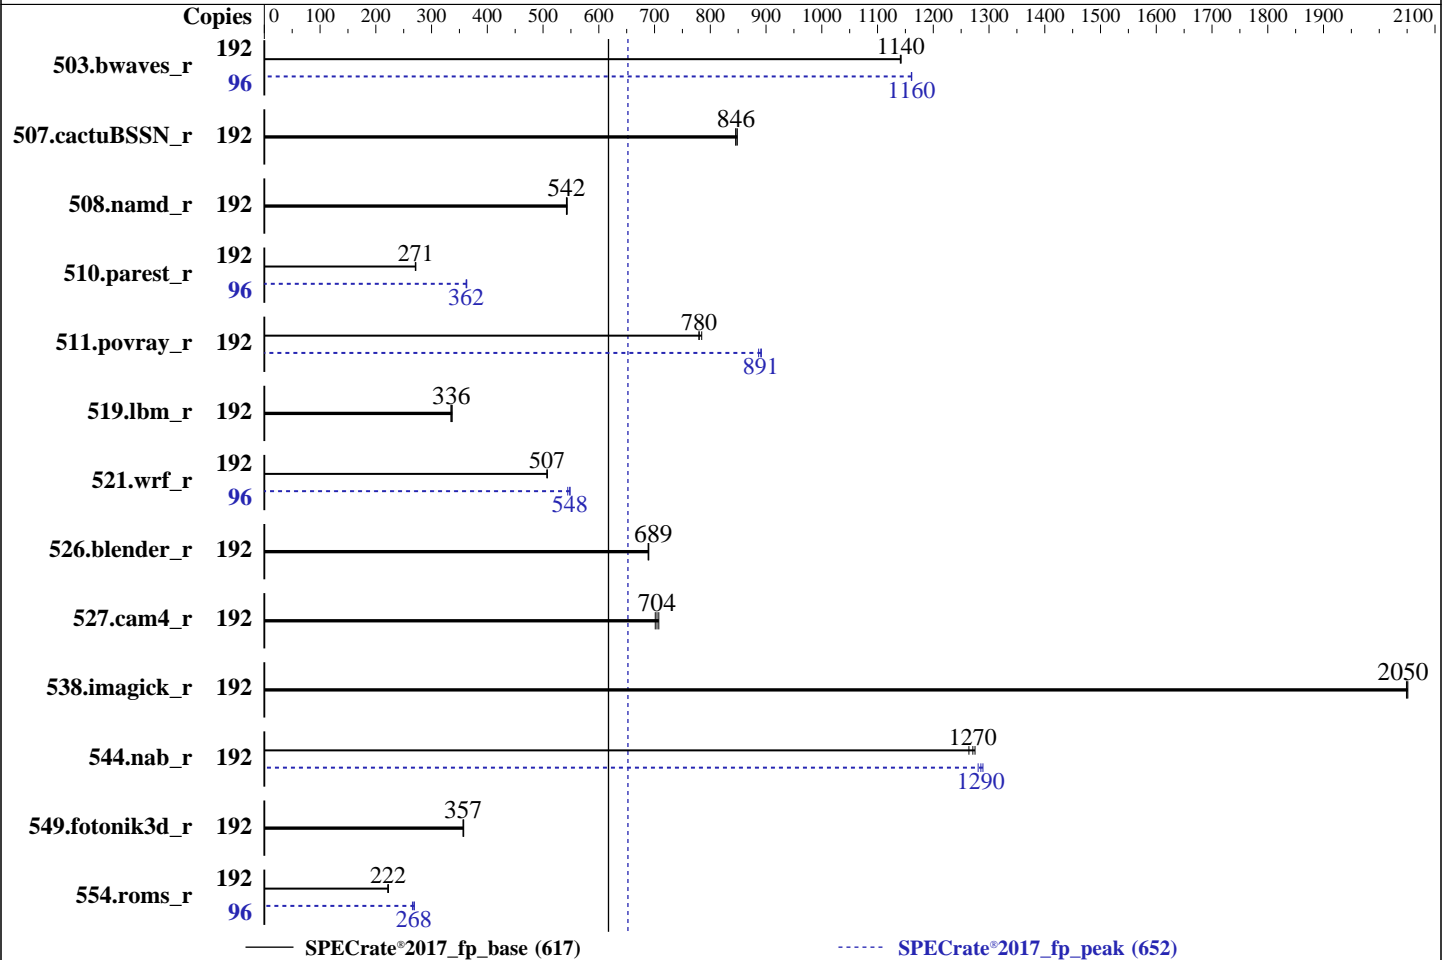 Copies 0 100 200 300 400 500 600 700 800 900 1000 1100 1200 1300 1400 1500 1600 1700 1800 1900 2100
503.bwaves_r 192 1140
96 1160
507.cactuBSSN_r 192 846
508.namd_r 192 542
510.parest_r 192 271
96 362
511.povray_r 192 780
891
519.lbm_r 192 336
521.wrf_r 192 507
96 548
526.blender_r 192 689
527.cam4_r 192 704
538.imagick_r 192 2050
544.nab_r 192 1270
1290
549.fotonik3d_r 192 357
554.roms_r 192 222
96 268
SPECrate®2017_fp_base (617) SPECrate®2017_fp_peak (652)